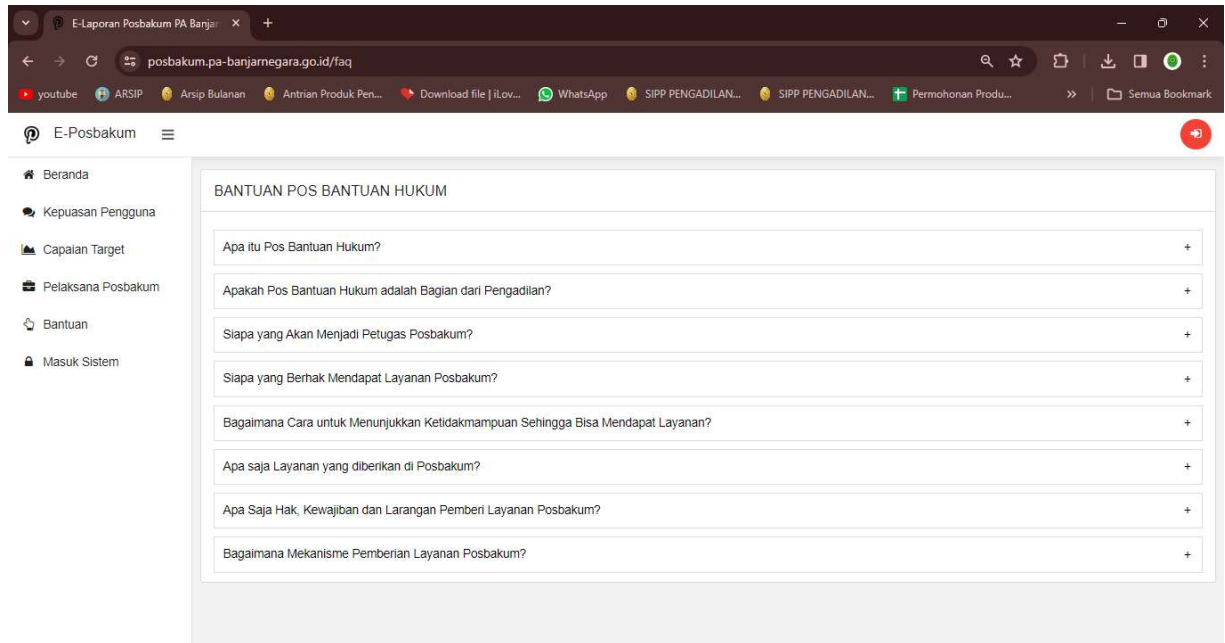 E-Laporan Posbakum PA Banjar
posbakum.pa-banjarnegara.go.id/faq
youtube ARSIP Arsip Bulanan Antrian Produk Pen... Download file | iLov... WhatsApp SIPP PENGADILAN... SIPP PENGADILAN... Permohonan Produ... Semua Bookmark
E-Posbakum
Beranda
Kepuasan Pengguna
Capaian Target
Pelaksana Posbakum
Bantuan
Masuk Sistem
BANTUAN POS BANTUAN HUKUM
Apa itu Pos Bantuan Hukum? +
Apakah Pos Bantuan Hukum adalah Bagian dari Pengadilan? +
Siapa yang Akan Menjadi Petugas Posbakum? +
Siapa yang Berhak Mendapat Layanan Posbakum? +
Bagaimana Cara untuk Menunjukkan Ketidakmampuan Sehingga Bisa Mendapat Layanan? +
Apa saja Layanan yang diberikan di Posbakum? +
Apa Saja Hak, Kewajiban dan Larangan Pemberi Layanan Posbakum? +
Bagaimana Mekanisme Pemberian Layanan Posbakum? +